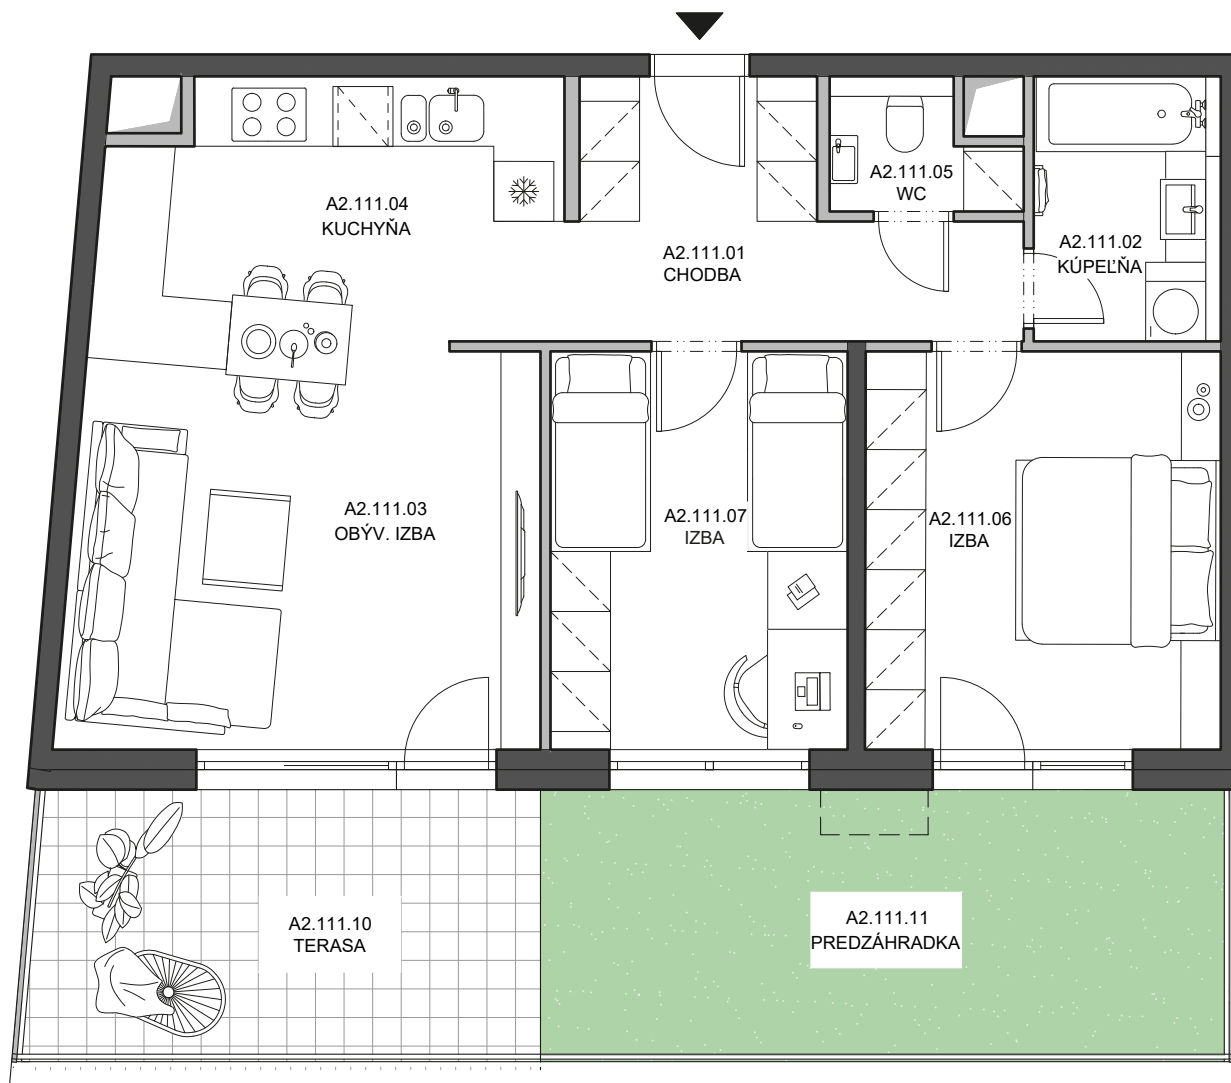 A2.111.04
KUCHYŇA
A2.111.01
CHODBA
A2.111.05
WC
A2.111.02
KÚPEĽŇA
A2.111.03
OBÝV. IZBA
A2.111.07
IZBA
A2.111.06
IZBA
A2.111.10
TERASA
A2.111.11
PREDZÁHRADKA